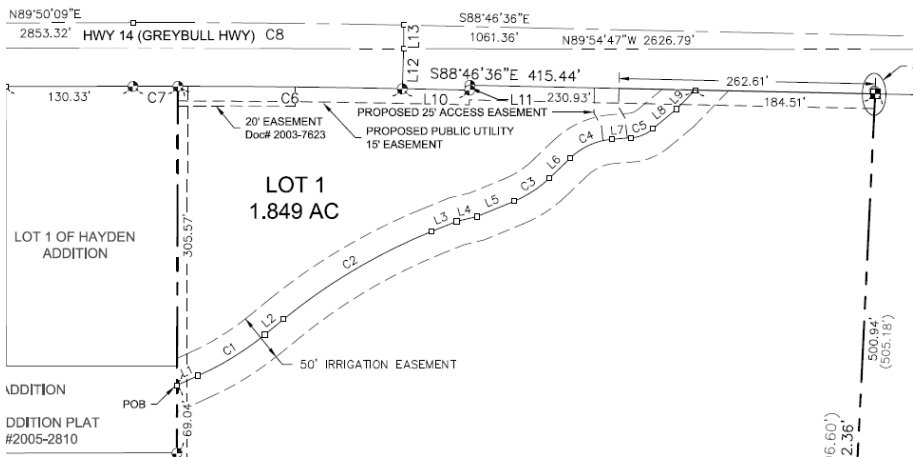 N89°50'09"E
S88°46'36"E
2853.32'
HWY 14 (GREYBULL HWY)
C8
L13
1061.36'
N89°54'47"W 2626.79'
L12
S88°46'36"E 415.44'
262.61'
130.33'
C7
C6
L10
L11
230.93'
184.51'
PROPOSED 25' ACCESS EASEMENT
20' EASEMENT
Doc# 2003-7623
PROPOSED PUBLIC UTILITY
15' EASEMENT
C4
L7
C5
L8
L9
L6
C3
LOT 1
1.849 AC
L5
L4
L3
305.57'
LOT 1 OF HAYDEN
ADDITION
C2
L2
C1
L1
50' IRRIGATION EASEMENT
500.94'
(505.18')
ADDITION
POB
DDITION PLAT
#2005-2810
69.04'
06.60')
2.36'